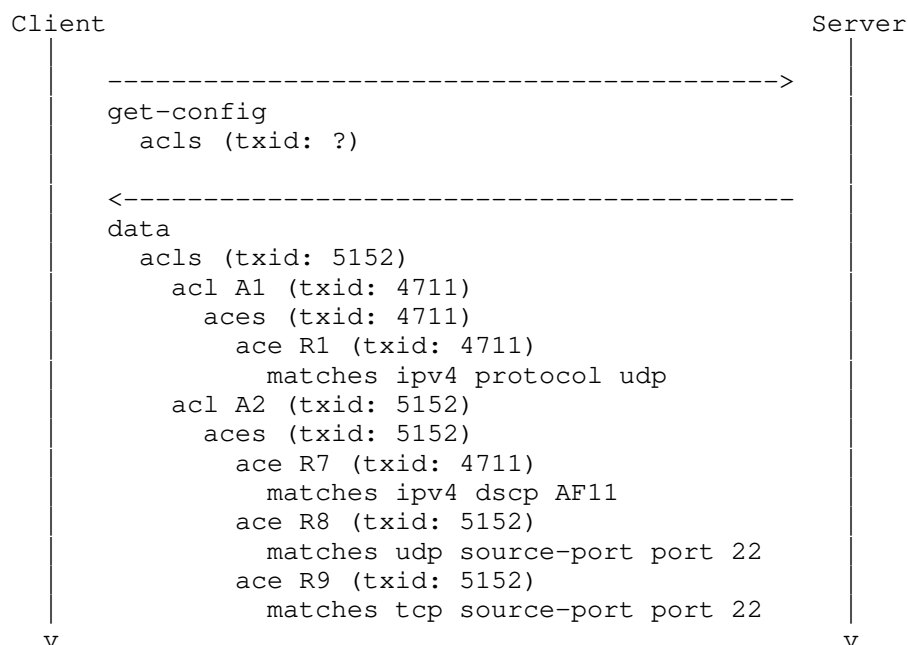 Client Server
----------------------------------------->
get-config
acls (txid: ?)
<-----------------------------------------
data
acls (txid: 5152)
acl A1 (txid: 4711)
aces (txid: 4711)
ace R1 (txid: 4711)
matches ipv4 protocol udp
acl A2 (txid: 5152)
aces (txid: 5152)
ace R7 (txid: 4711)
matches ipv4 dscp AF11
ace R8 (txid: 5152)
matches udp source-port port 22
ace R9 (txid: 5152)
matches tcp source-port port 22
v v